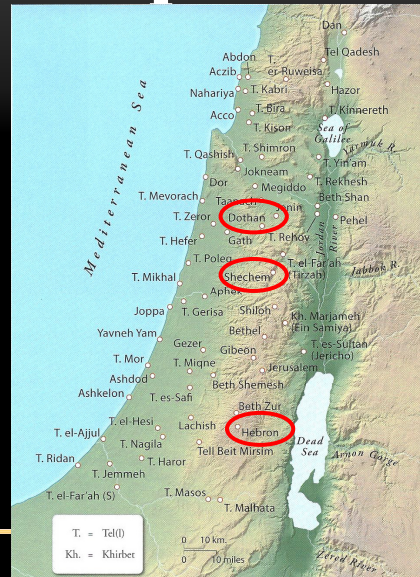 Dan
Tel Qadesh
Abdon
T. er-Ruweisa
Aczib
T. Kabri
Hazor
Nahariya
T. Bira
T. Kinnereth
Acco
T. Kison
Sea of
Galilee
Yarmuk R.
T. Shimron
T. Qashish
T. Yin'am
Jokneam
Dor
Megiddo
T. Rekhesh
T. Mevorach
Taanach
Beth Shan
Jenin
T. Zeror
Dothan
Pehel
T. Hefer
Gath
T. Rehov
Jordan
River
Mediterranean Sea
T. Poleg
T. el-Far'ah
(Tirzah)
Jabbok R.
T. Mikhal
Shechem
Aphek
Joppa
T. Gerisa
Shiloh
Kh. Marjameh
(Ein Samiya)
Yavneh Yam
Bethel
Gezer
Gibeon
T. es-Sultan
(Jericho)
T. Mor
T. Miqne
Jerusalem
Ashdod
Beth Shemesh
Ashkelon
T. es-Safi
Beth Zur
T. el-Hesi
Lachish
Hebron
T. el-Ajjul
T. Nagila
Tell Beit Mirsim
Dead
Sea
Arnon Gorge
T. Ridan
T. Haror
T. Jemmeh
T. el-Far'ah (S)
T. Masos
T. Malhata
Zered River
T. = Tel(l)
Kh. = Khirbet
0 10 km.
0 10 miles